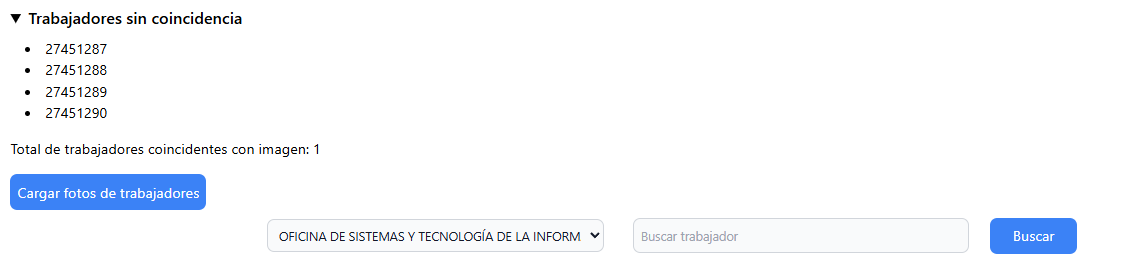 Trabajadores sin coincidencia
27451287
27451288
27451289
27451290
Total de trabajadores coincidentes con imagen: 1
Cargar fotos de trabajadores
OFICINA DE SISTEMAS Y TECNOLOGÍA DE LA INFORM Buscar trabajador Buscar